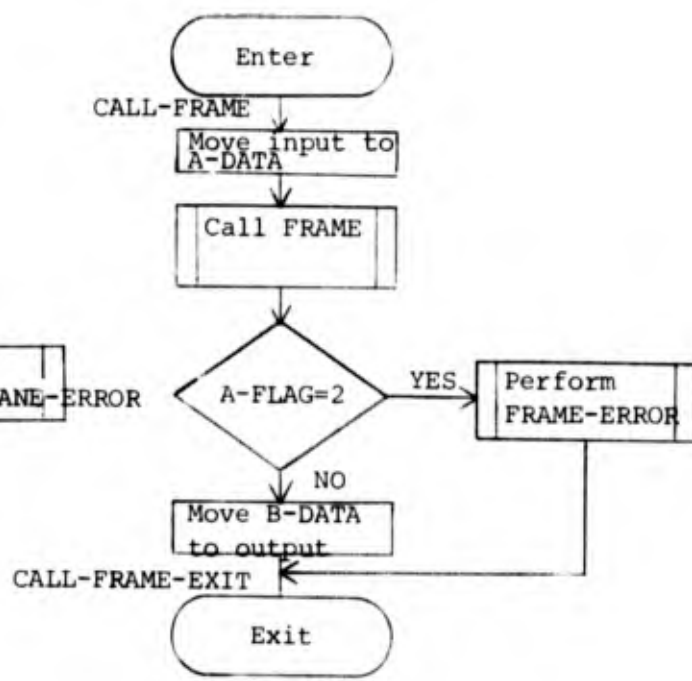 Enter
CALL-FRAME
Move input to
A-DATA
Call FRAME
ANE-ERROR
A-FLAG=2
YES
Perform
FRAME-ERROR
NO
Move B-DATA
to output
CALL-FRAME-EXIT
Exit